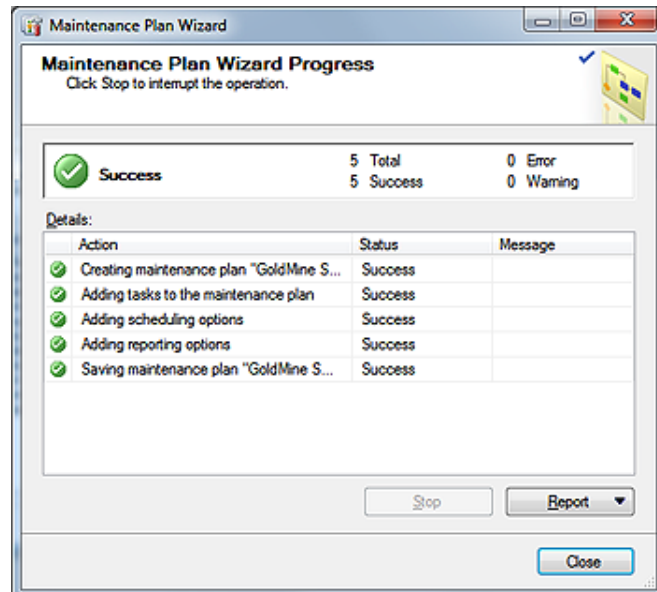 Maintenance Plan Wizard
Maintenance Plan Wizard Progress
Click Stop to interrupt the operation.
Success
5 Total 0 Error
5 Success 0 Warning
Details:
Action Status Message
Creating maintenance plan "GoldMine S... Success
Adding tasks to the maintenance plan Success
Adding scheduling options Success
Adding reporting options Success
Saving maintenance plan "GoldMine S... Success
Stop Report
Close